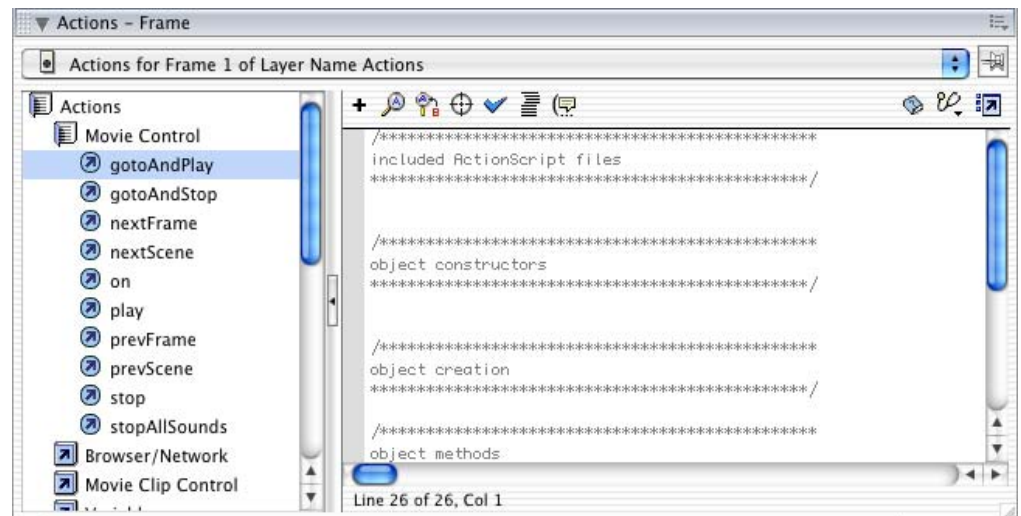 Actions - Frame
Actions for Frame 1 of Layer Name Actions
Actions
Movie Control
gotoAndPlay
gotoAndStop
nextFrame
nextScene
on
play
prevFrame
prevScene
stop
stopAllSounds
Browser/Network
Movie Clip Control
/***********************************************
included ActionScript files
***********************************************/
/***********************************************
object constructors
***********************************************/
/***********************************************
object creation
***********************************************/
/***********************************************
object methods
Line 26 of 26, Col 1